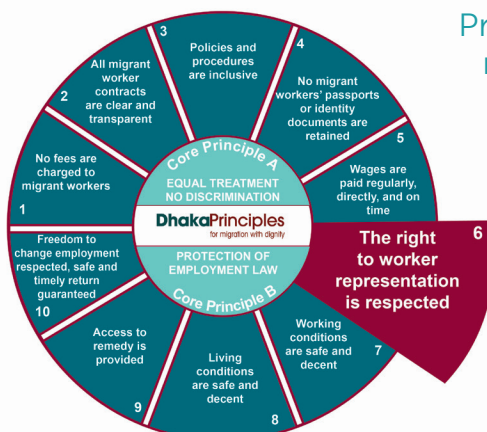 Pr
1
No fees are
charged to
migrant workers
2
All migrant
worker
contracts
are clear and
transparent
3
Policies and
procedures
are inclusive
4
No migrant
workers' passports
or identity
documents are
retained
5
Wages are
paid regularly,
directly, and on
time
6
The right
to worker
representation
is respected
7
Working
conditions
are safe and
decent
8
Living
conditions
are safe and
decent
9
Access to
remedy is
provided
10
Freedom to
change employment
respected, safe and
timely return
guaranteed
Core Principle A
EQUAL TREATMENT
NO DISCRIMINATION
DhakaPrinciples
for migration with dignity
PROTECTION OF
EMPLOYMENT LAW
Core Principle B